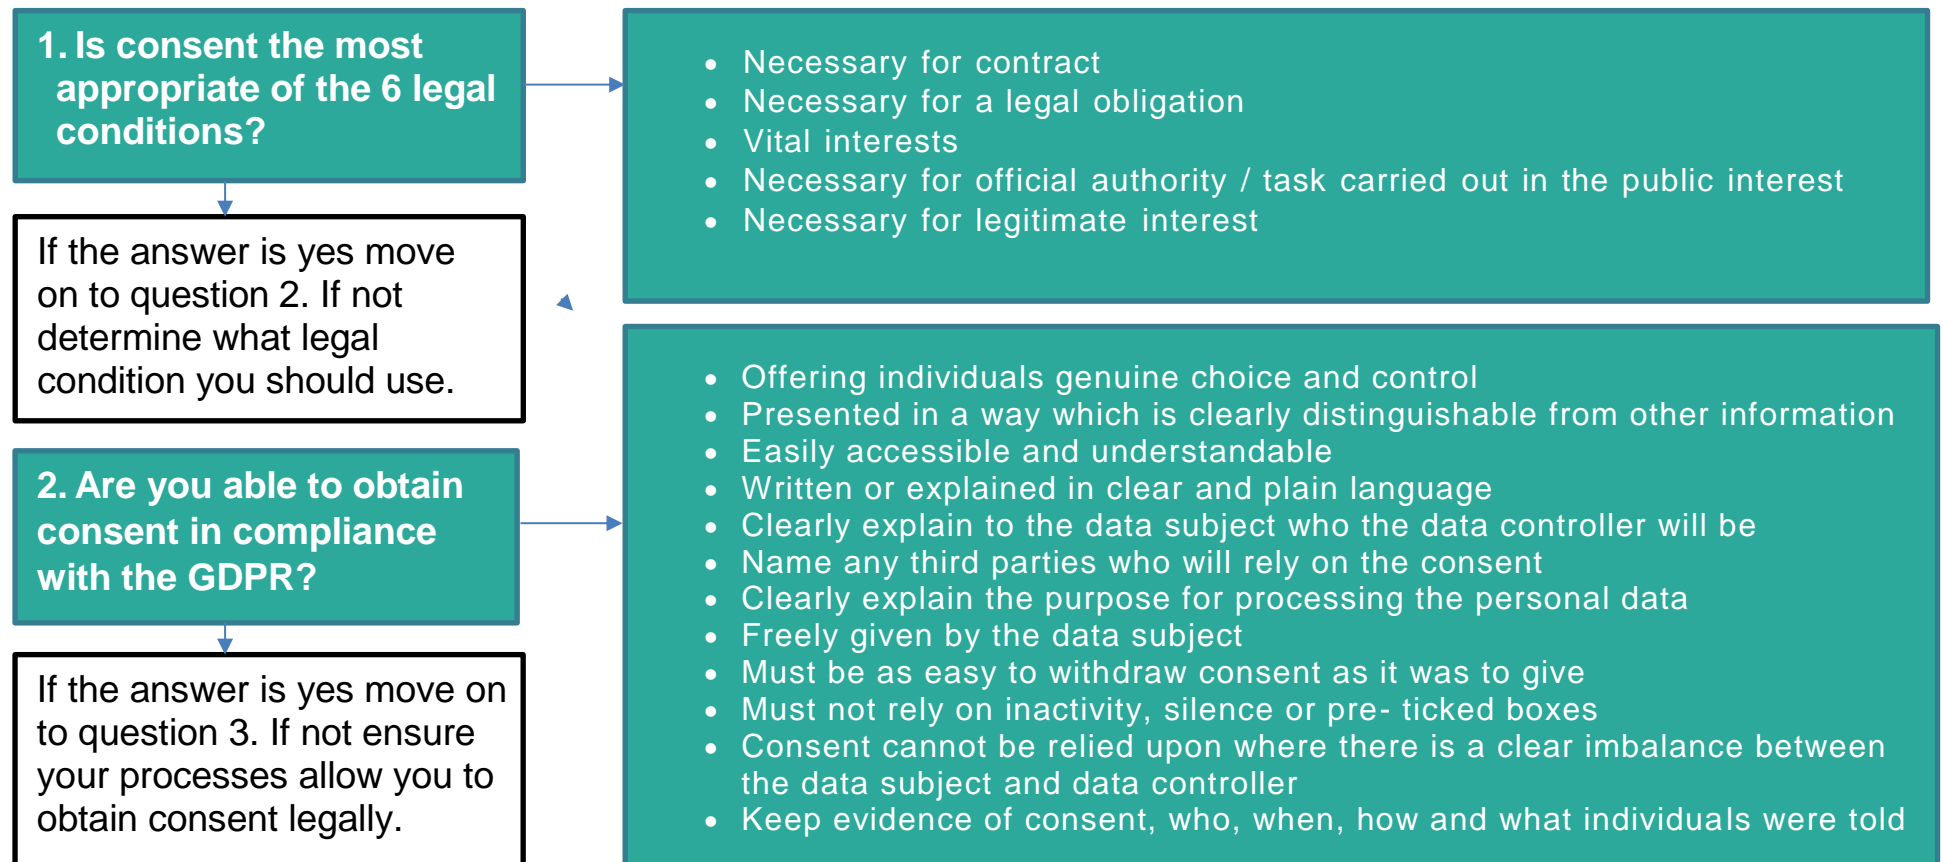 1. Is consent the most
appropriate of the 6 legal
conditions?
• Necessary for contract
• Necessary for a legal obligation
• Vital interests
• Necessary for official authority / task carried out in the public interest
• Necessary for legitimate interest
If the answer is yes move
on to question 2. If not
determine what legal
condition you should use.
2. Are you able to obtain
consent in compliance
with the GDPR?
• Offering individuals genuine choice and control
• Presented in a way which is clearly distinguishable from other information
• Easily accessible and understandable
• Written or explained in clear and plain language
• Clearly explain to the data subject who the data controller will be
• Name any third parties who will rely on the consent
• Clearly explain the purpose for processing the personal data
• Freely given by the data subject
• Must be as easy to withdraw consent as it was to give
• Must not rely on inactivity, silence or pre- ticked boxes
• Consent cannot be relied upon where there is a clear imbalance between
the data subject and data controller
• Keep evidence of consent, who, when, how and what individuals were told
If the answer is yes move on
to question 3. If not ensure
your processes allow you to
obtain consent legally.